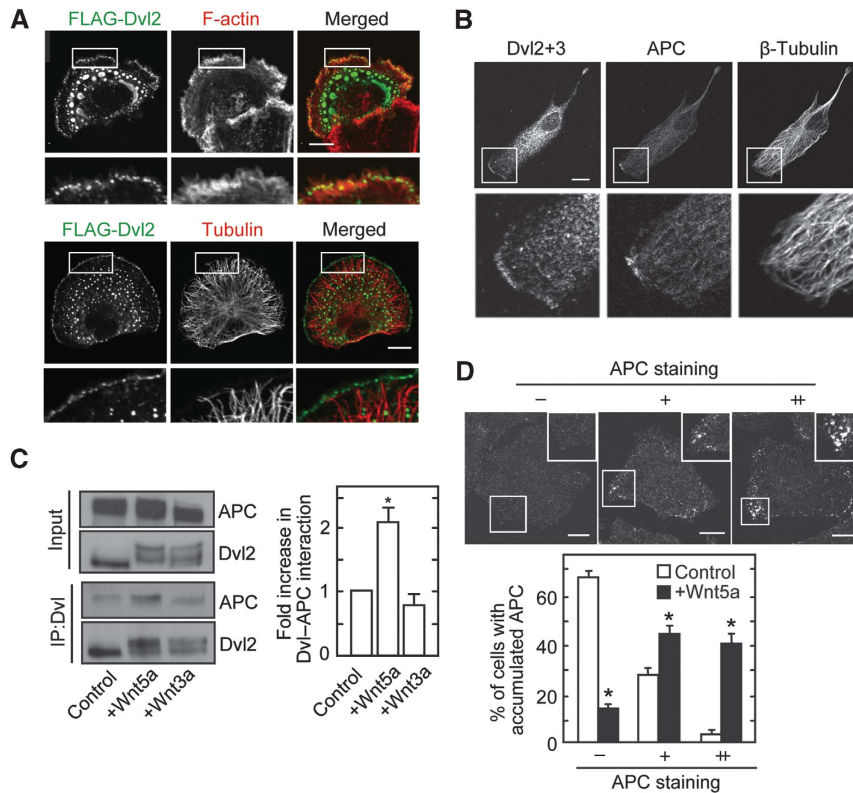 A
FLAG-Dvl2 F-actin Merged
FLAG-Dvl2 Tubulin Merged
B
Dvl2+3 APC β-Tubulin
C
Input
APC
Dvl2
IP:Dvl
APC
Dvl2
Control +Wnt5a +Wnt3a
Fold increase in
Dvl–APC interaction
2
1
0
*
Control +Wnt5a +Wnt3a
D
APC staining
− + ++
% of cells with
accumulated APC
60
40
20
0
Control
+Wnt5a
* * *
− + ++
APC staining